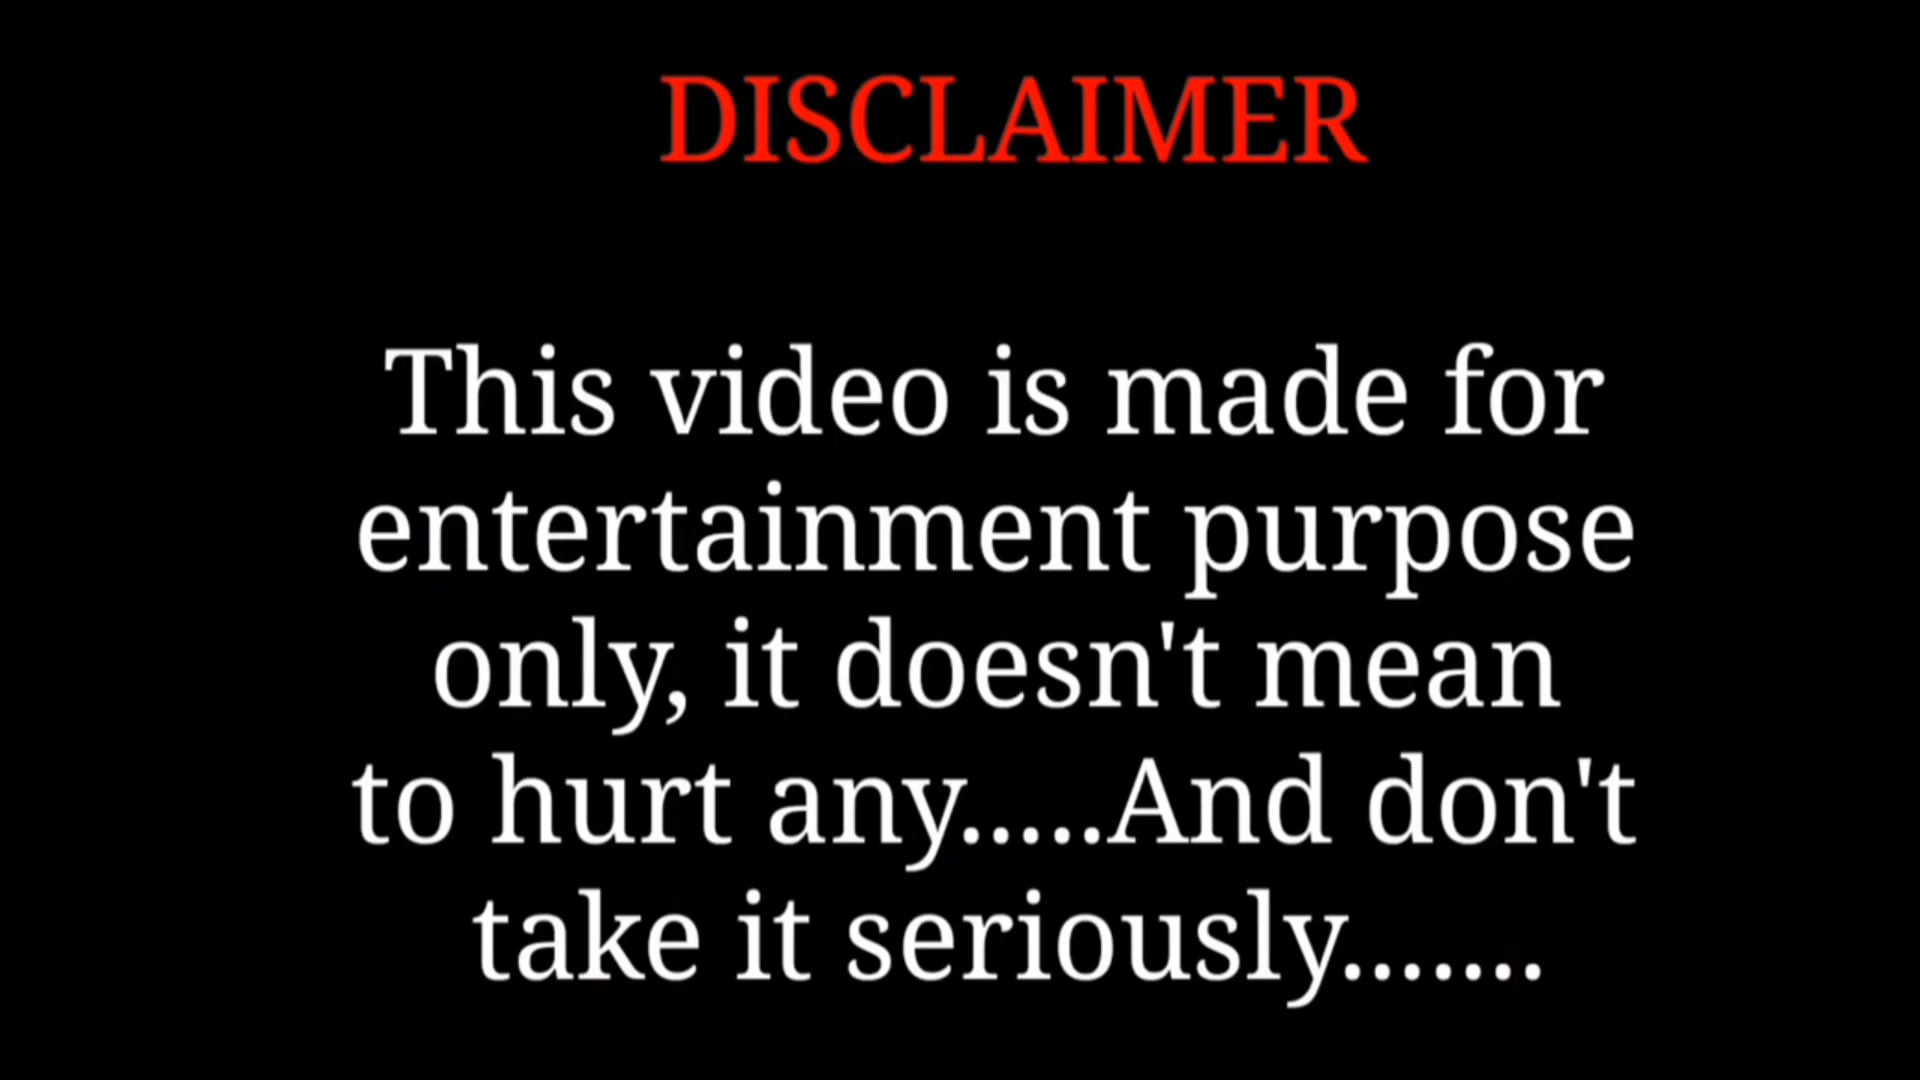 DISCLAIMER
This video is made for
entertainment purpose
only, it doesn't mean
to hurt any.....And don't
take it seriously.......